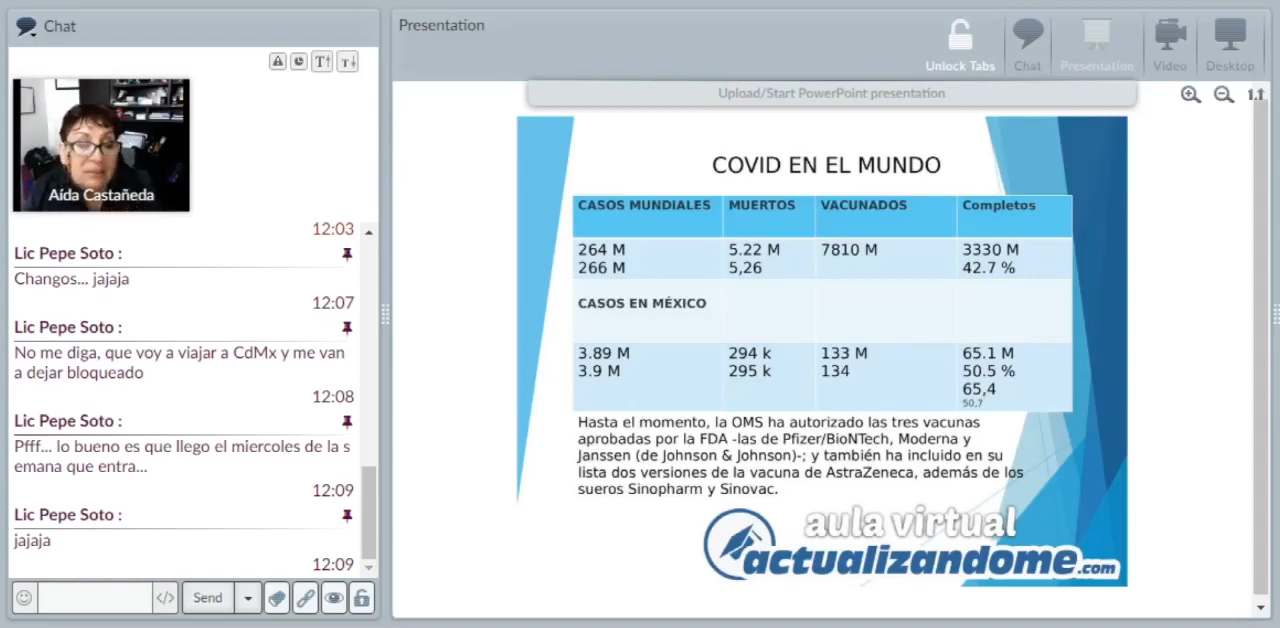 Chat
Aída Castañeda
12:03
Lic Pepe Soto :
Changos... jajaja
12:07
Lic Pepe Soto :
No me diga, que voy a viajar a CdMx y me van
a dejar bloqueado
12:08
Lic Pepe Soto :
Pfff... lo bueno es que llego el miercoles de la s
emana que entra...
12:09
Lic Pepe Soto :
jajaja
12:09
Send
Presentation
Unlock Tabs
Chat
Presentation
Video
Desktop
Upload/Start PowerPoint presentation
1:1
COVID EN EL MUNDO
CASOS MUNDIALES MUERTOS VACUNADOS Completos
264 M 5.22 M 7810 M 3330 M
266 M 5,26 42.7 %
CASOS EN MÉXICO
3.89 M 294 k 133 M 65.1 M
3.9 M 295 k 134 50.5 %
65,4
50,7
Hasta el momento, la OMS ha autorizado las tres vacunas
aprobadas por la FDA -las de Pfizer/BioNTech, Moderna y
Janssen (de Johnson & Johnson)-; y también ha incluido en su
lista dos versiones de la vacuna de AstraZeneca, además de los
sueros Sinopharm y Sinovac.
aula virtual
actualizandome.com